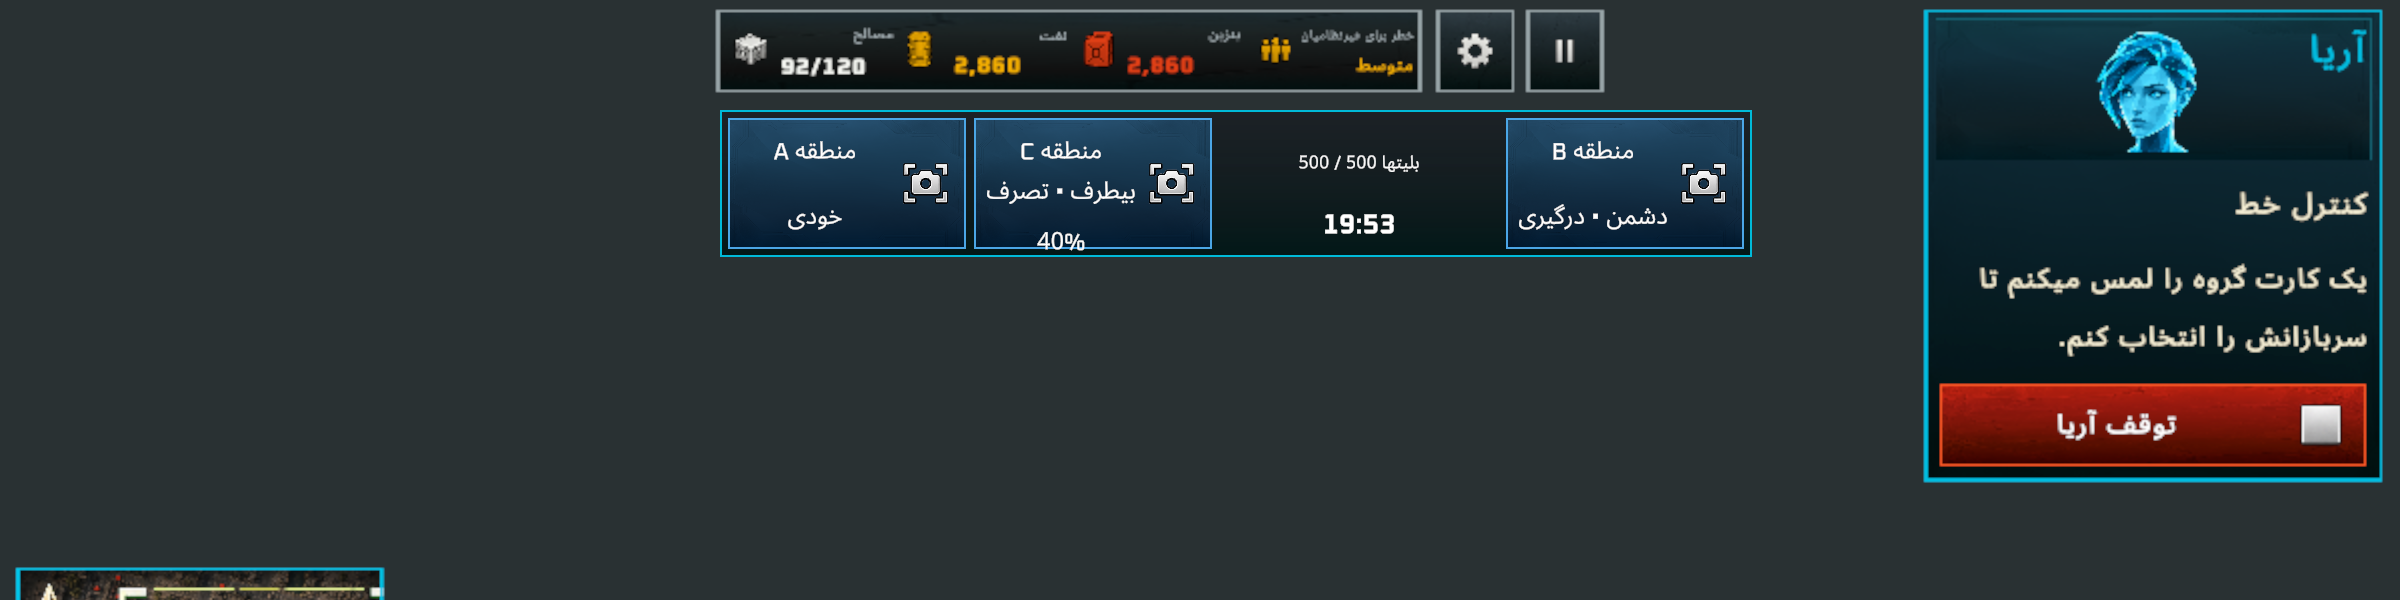 خطر برای غیرنظامیان
متوسط
بنزین
2,860
نفت
2,860
مصالح
92/120
منطقه A
خودی
منطقه C
بیطرف • تصرف
40%
بلیتها 500 / 500
19:53
منطقه B
دشمن • درگیری
آریا
کنترل خط
یک کارت گروه را لمس میکنم تا
سربازانش را انتخاب کنم.
توقف آریا